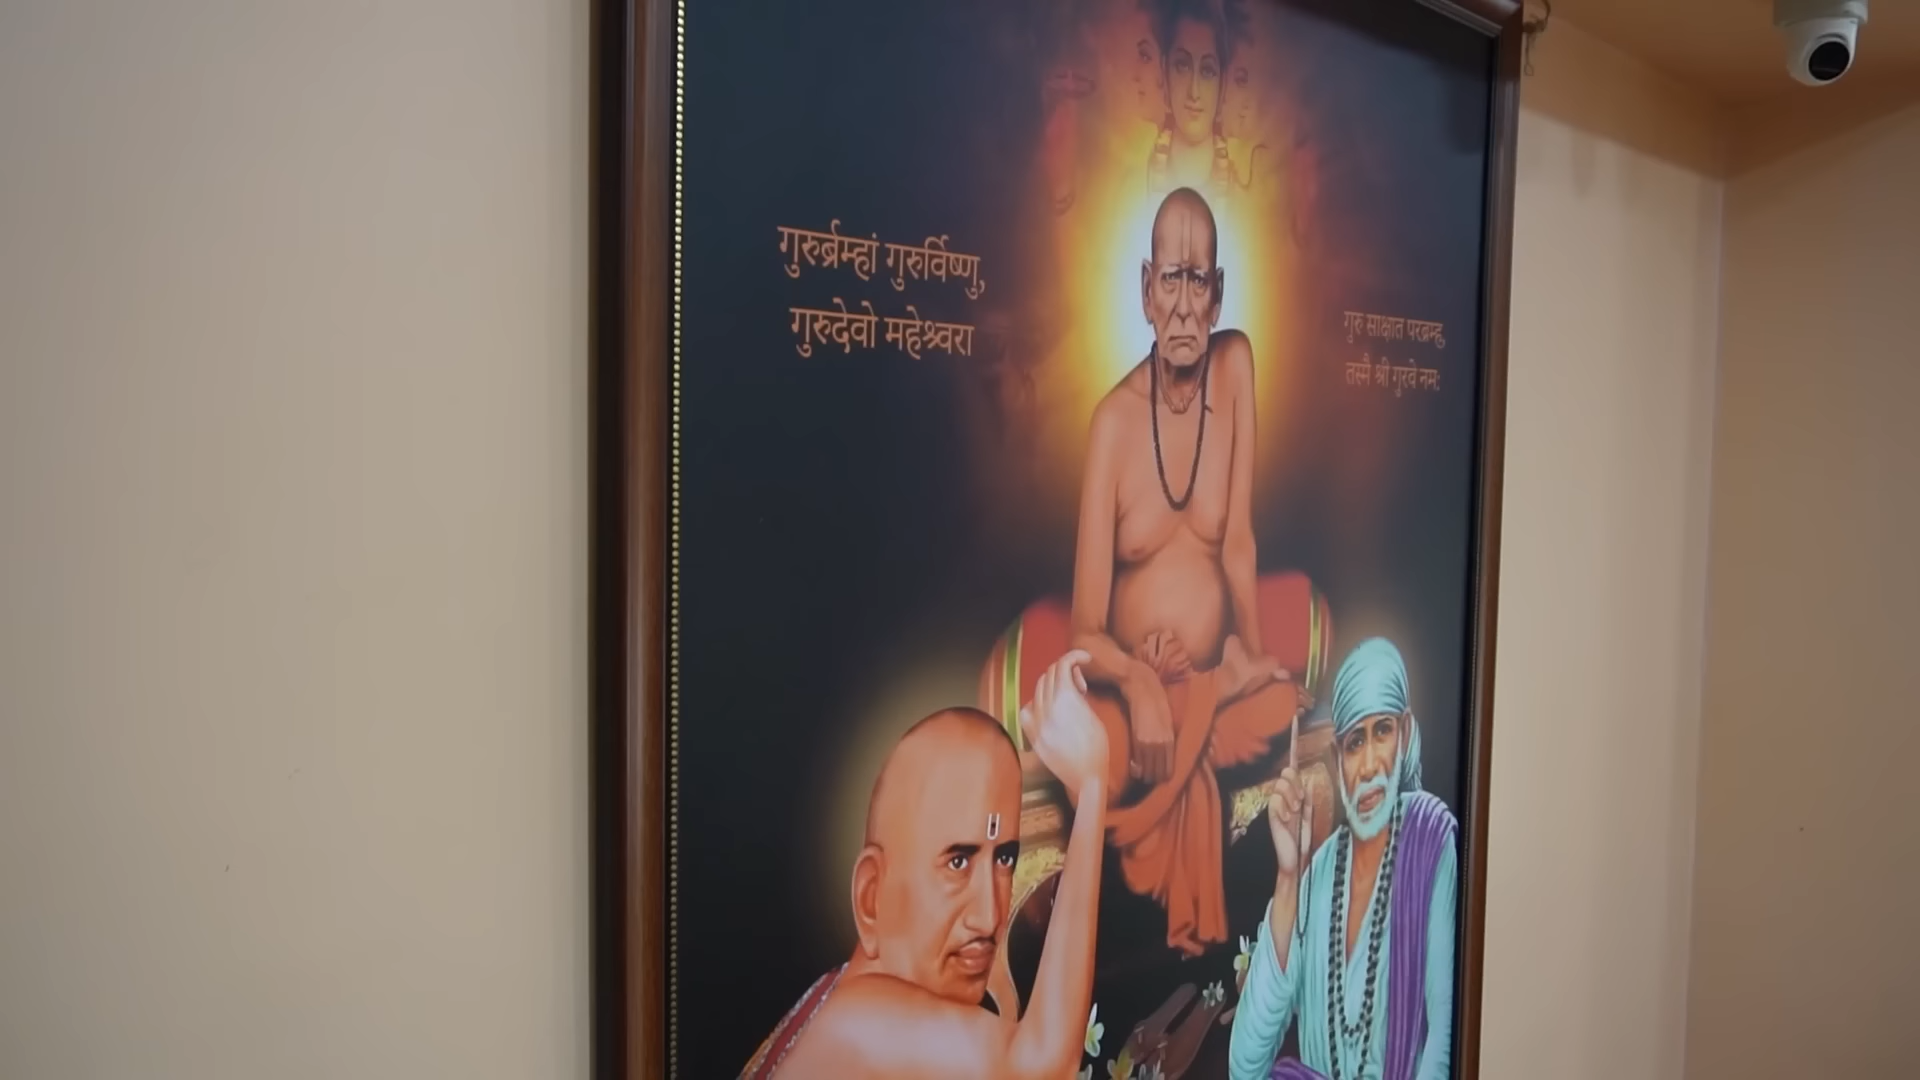 गुरुर्ब्रम्हां गुरुर्विष्णु,
गुरुदेवो महेश्र्वरा
गुरु साक्षात परब्रम्ह,
तस्मै श्री गुरवे नम: